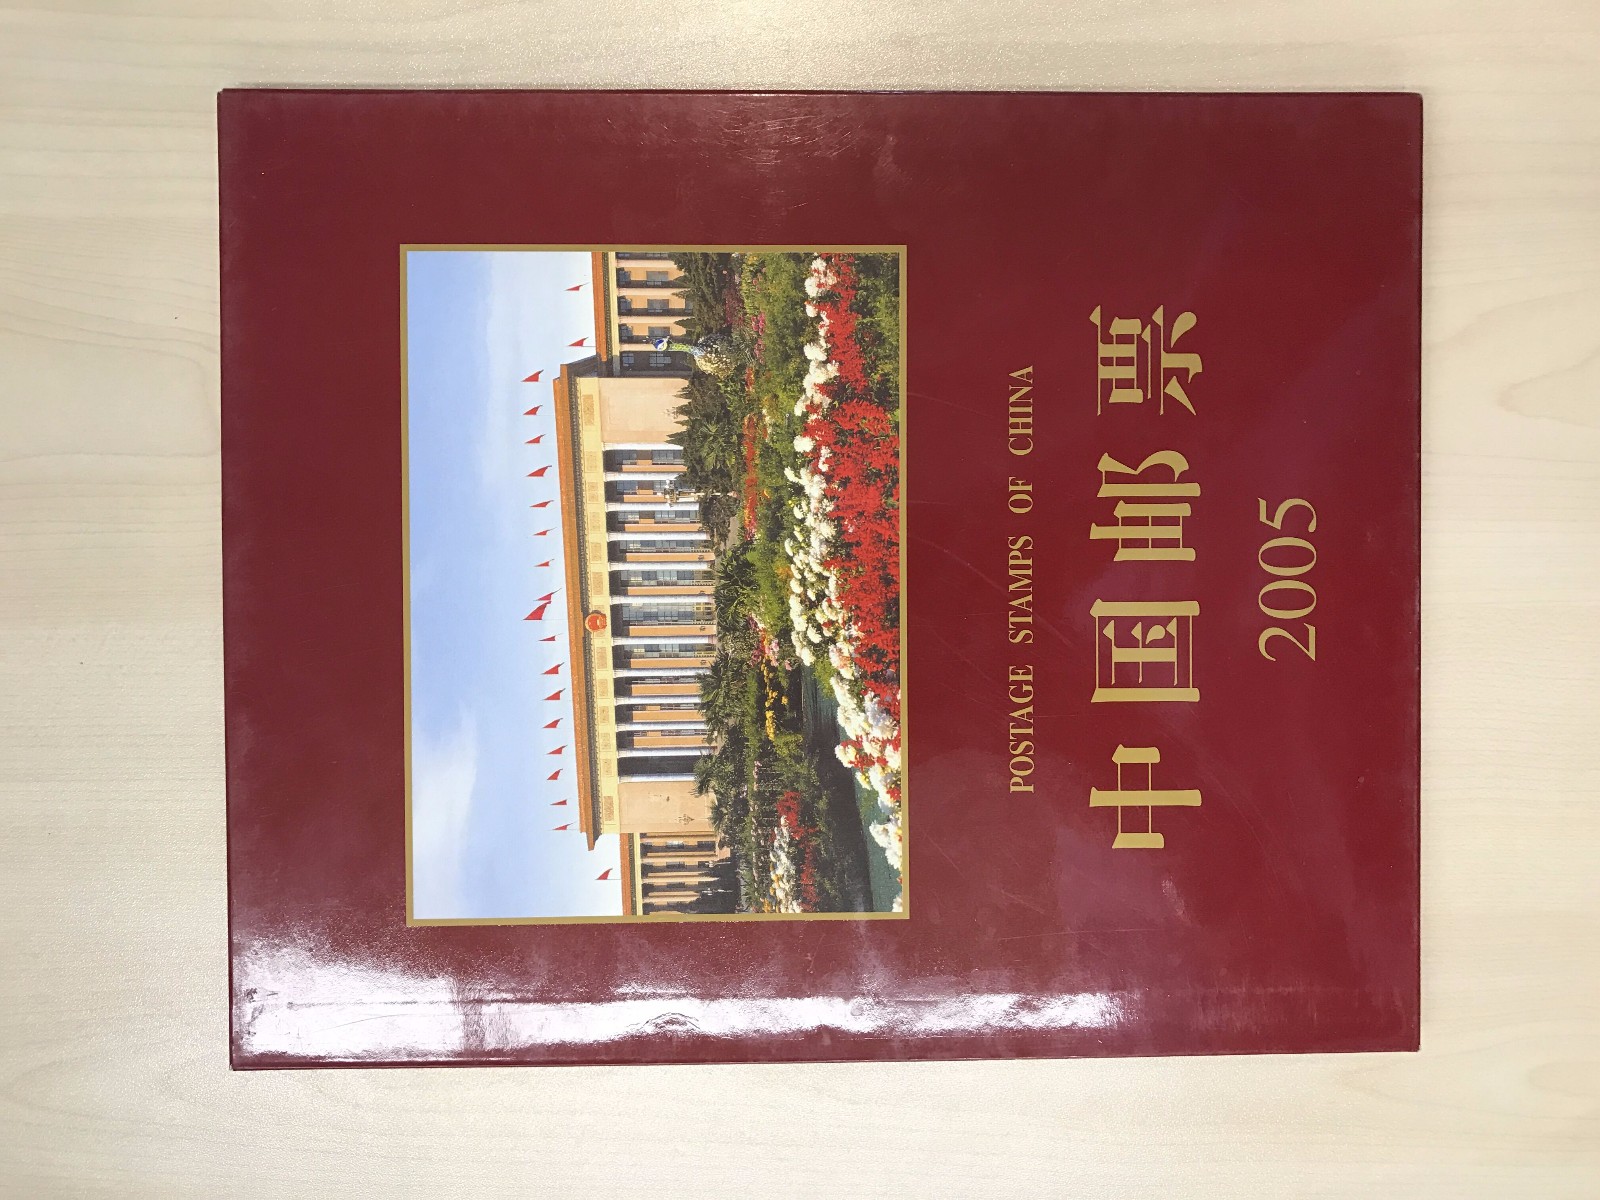 POSTAGE STAMPS OF CHINA
中国邮票
2005